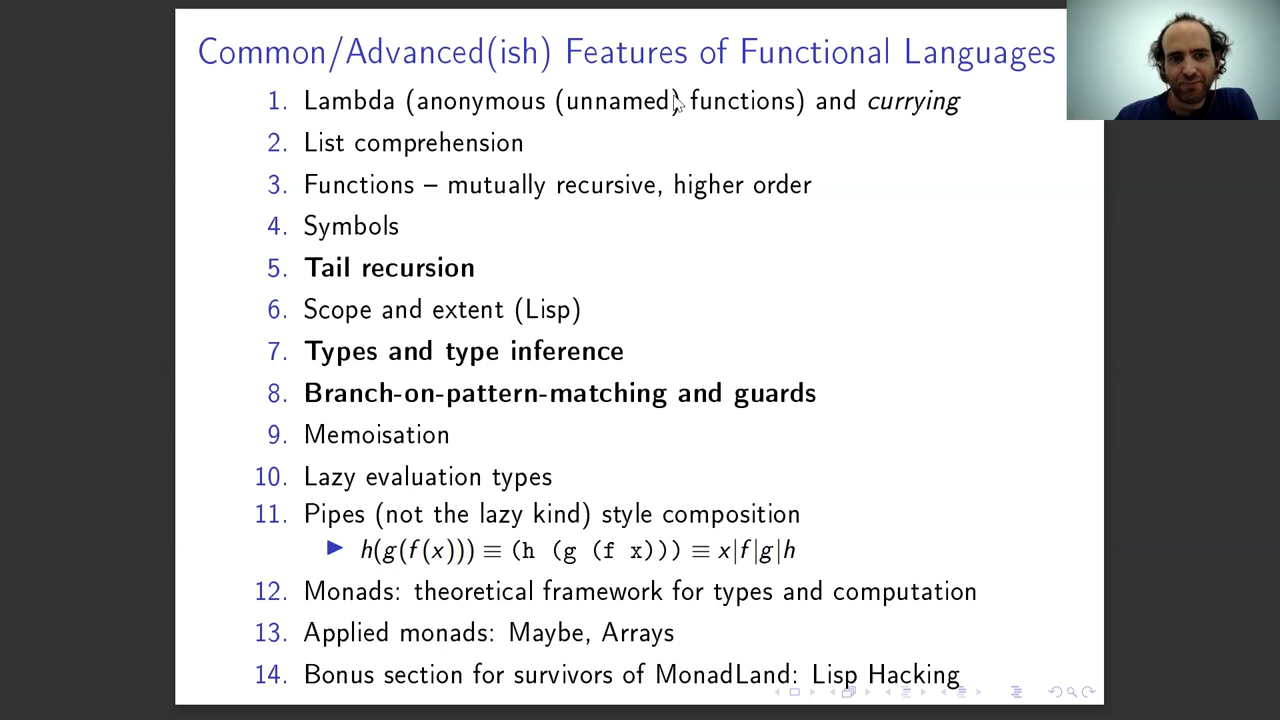 Common/Advanced(ish) Features of Functional Languages
1. Lambda (anonymous (unnamed) functions) and currying
2. List comprehension
3. Functions – mutually recursive, higher order
4. Symbols
5. Tail recursion
6. Scope and extent (Lisp)
7. Types and type inference
8. Branch-on-pattern-matching and guards
9. Memoisation
10. Lazy evaluation types
11. Pipes (not the lazy kind) style composition
▶ h(g(f(x))) ≡ (h (g (f x))) ≡ x|f|g|h
12. Monads: theoretical framework for types and computation
13. Applied monads: Maybe, Arrays
14. Bonus section for survivors of MonadLand: Lisp Hacking